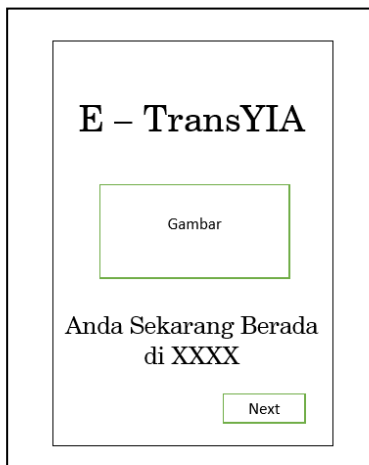 E – TransYIA
Gambar
Anda Sekarang Berada
di XXXX
Next